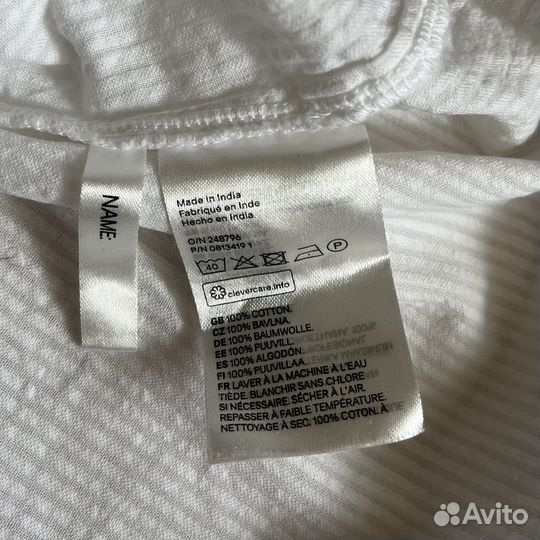 NAME:
Made in India
Fabriqué en Inde
Hecho en India
O/N 248796
P/N 0813419 1
40
P
clevercare.info
GB 100% COTTON.
CZ 100% BAVLNA.
DE 100% BAUMWOLLE.
EE 100% PUUVILL.
ES 100% ALGODÓN.
FI 100% PUUVILLAA.
FR LAVER À LA MACHINE À L'EAU
TIÈDE. BLANCHIR SANS CHLORE
SI NÉCESSAIRE. SÉCHER À L'AIR.
REPASSER À FAIBLE TEMPÉRATURE.
NETTOYAGE À SEC. 100% COTON. À
Avito